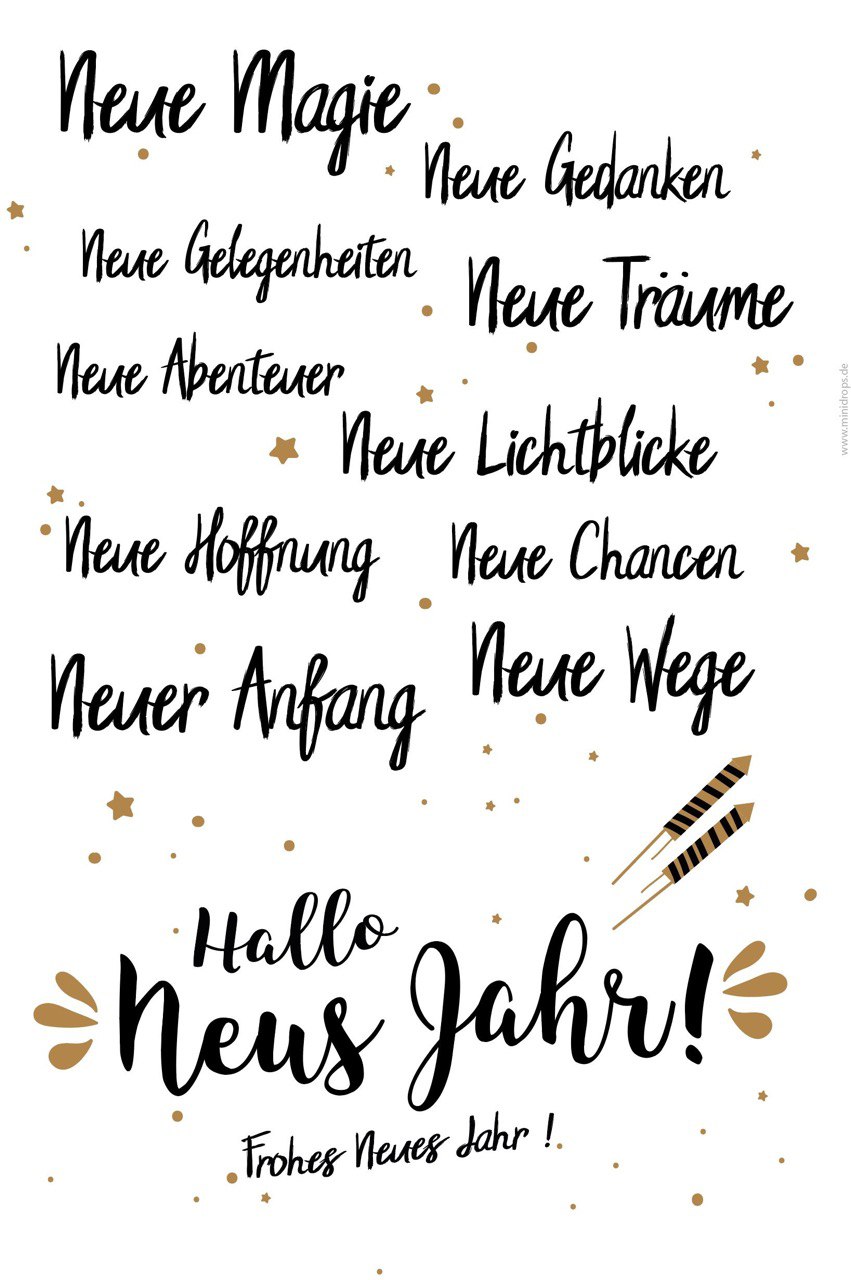 Neue Magie
Neue Gedanken
Neue Gelegenheiten
Neue Träume
Neue Abenteuer
Neue Lichtblicke
Neue Hoffnung
Neue Chancen
Neuer Anfang
Neue Wege
Hallo
Neus Jahr!
Frohes Neues Jahr !
www.minidrops.de